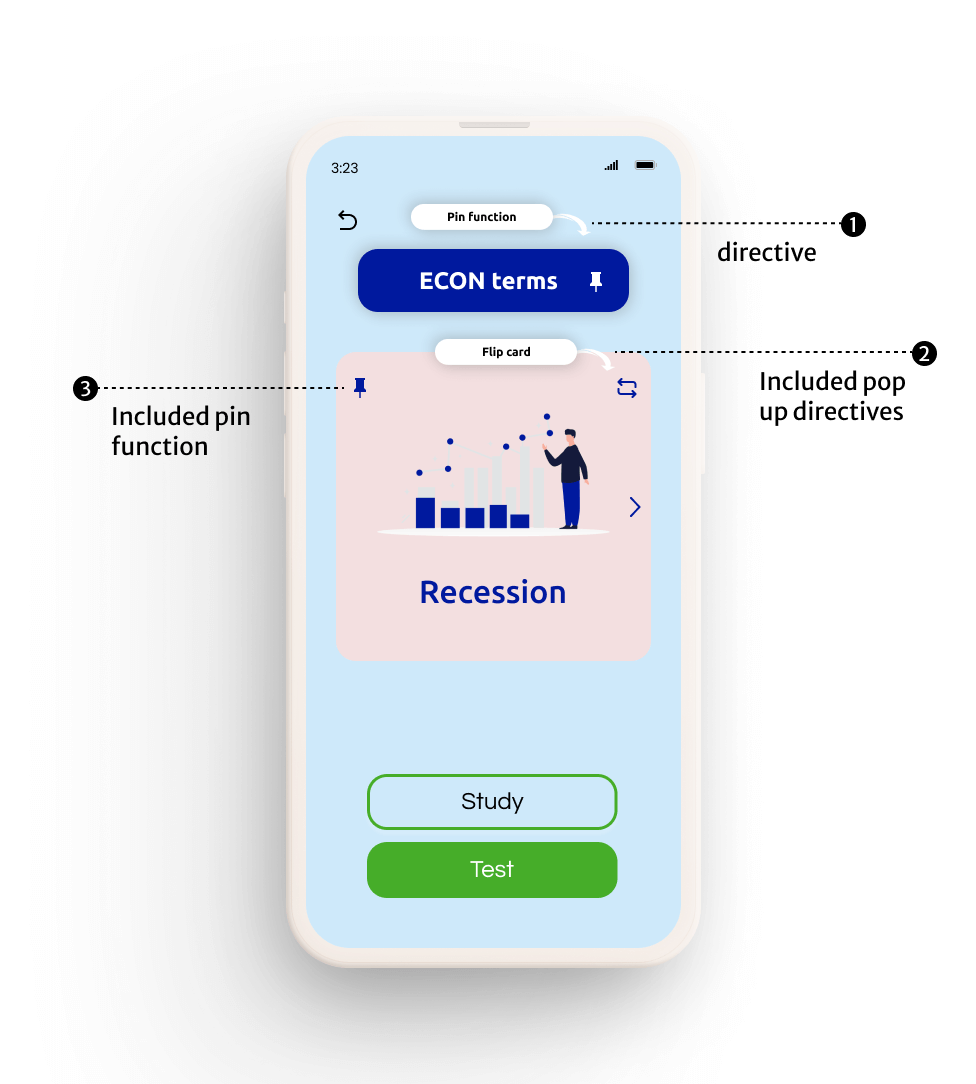 3:23
Pin function
1
directive
ECON terms
Flip card
2
Included pop
up directives
3
Included pin
function
Recession
Study
Test